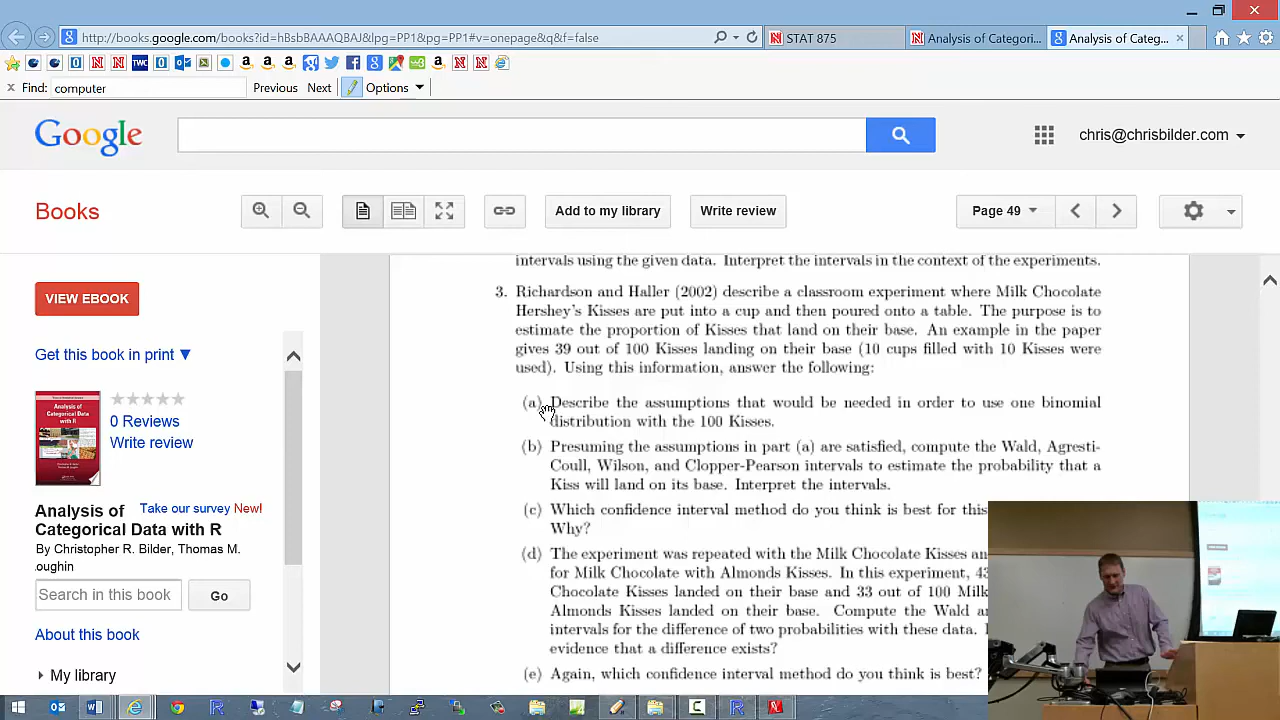 http://books.google.com/books?id=hBsbBAAAQBAJ&lpg=PP1&pg=PP1#v=onepage&q&f=false
STAT 875
Analysis of Categori...
Analysis of Categ...
Find: computer
Previous Next
Options
Google
chris@chrisbilder.com
Books
Add to my library
Write review
Page 49
VIEW EBOOK
Get this book in print ▼
0 Reviews
Write review
Analysis of
Categorical
Data with R
Analysis of Take our survey New!
Categorical Data with R
By Christopher R. Bilder, Thomas M.
oughin
Search in this book
Go
About this book
My library
intervals using the given data. Interpret the intervals in the context of the experiments.
3. Richardson and Haller (2002) describe a classroom experiment where Milk Chocolate
Hershey's Kisses are put into a cup and then poured onto a table. The purpose is to
estimate the proportion of Kisses that land on their base. An example in the paper
gives 39 out of 100 Kisses landing on their base (10 cups filled with 10 Kisses were
used). Using this information, answer the following:
(a) Describe the assumptions that would be needed in order to use one binomial
distribution with the 100 Kisses.
(b) Presuming the assumptions in part (a) are satisfied, compute the Wald, Agresti-
Coull, Wilson, and Clopper-Pearson intervals to estimate the probability that a
Kiss will land on its base. Interpret the intervals.
(c) Which confidence interval method do you think is best for this
Why?
(d) The experiment was repeated with the Milk Chocolate Kisses an
for Milk Chocolate with Almonds Kisses. In this experiment, 43
Chocolate Kisses landed on their base and 33 out of 100 Milk
Almonds Kisses landed on their base. Compute the Wald a
intervals for the difference of two probabilities with these data.
evidence that a difference exists?
(e) Again, which confidence interval method do you think is best?